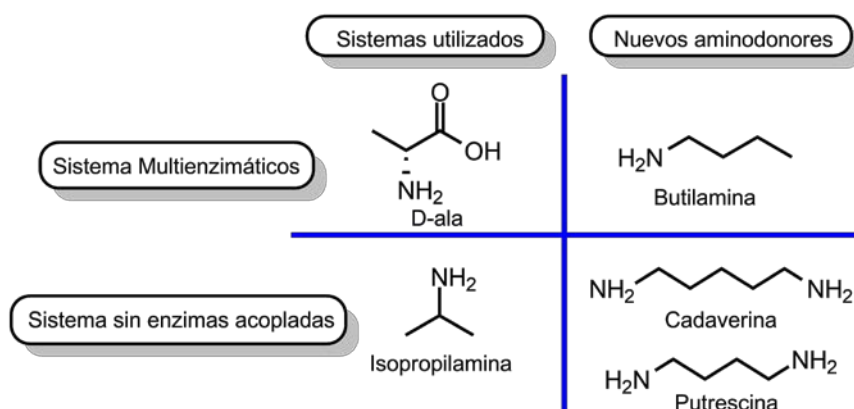 Sistemas utilizados
Nuevos aminodonores
Sistema Multienzimáticos
O
OH
NH2
D-ala
H2N
Butilamina
Sistema sin enzimas acopladas
NH2
Isopropilamina
NH2
NH2
Cadaverina
H2N
NH2
Putrescina